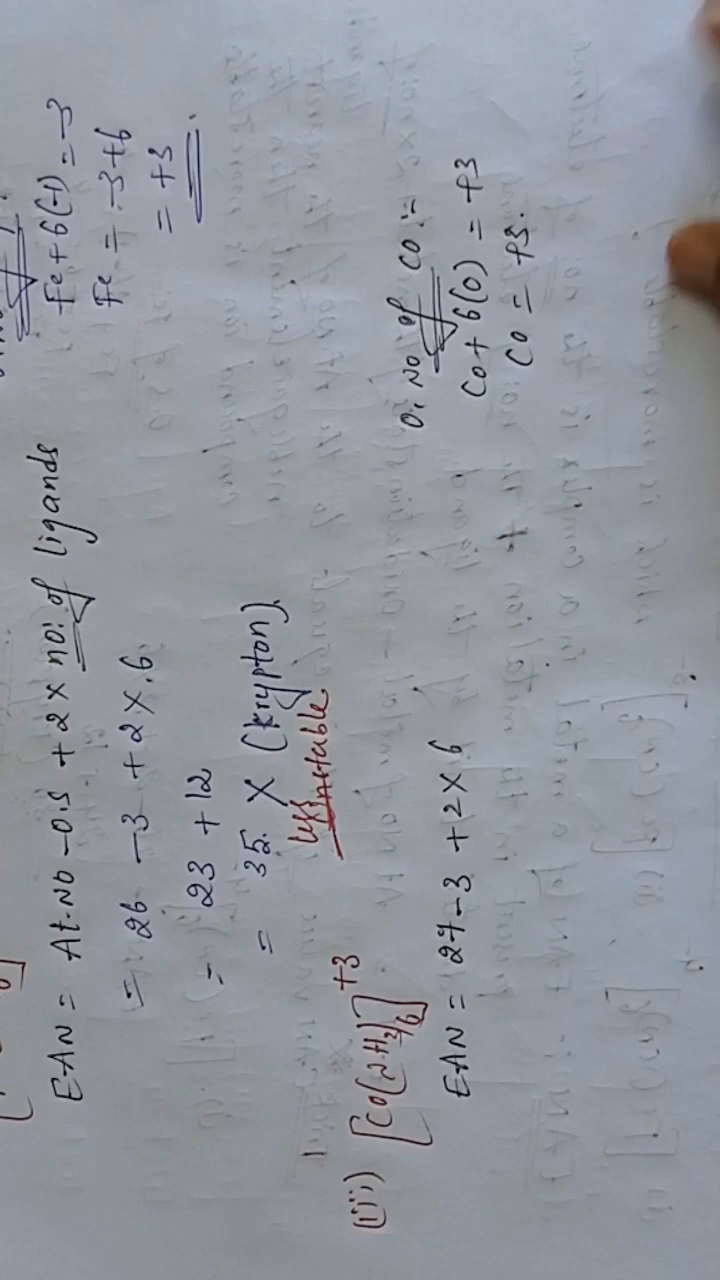 Fe + 6(-1) = -3
Fe = -3+6
= +3
EAN = At.No - O.S + 2 X no: of ligands
= 26 - 3 + 2 X 6
= 23 + 12
= 35. X (krypton).
less stable
(iii) [Co(NH3)6]+3
O. No of CO :-
Co + 6(0) = +3
CO = +3.
EAN = 27-3 + 2 X 6